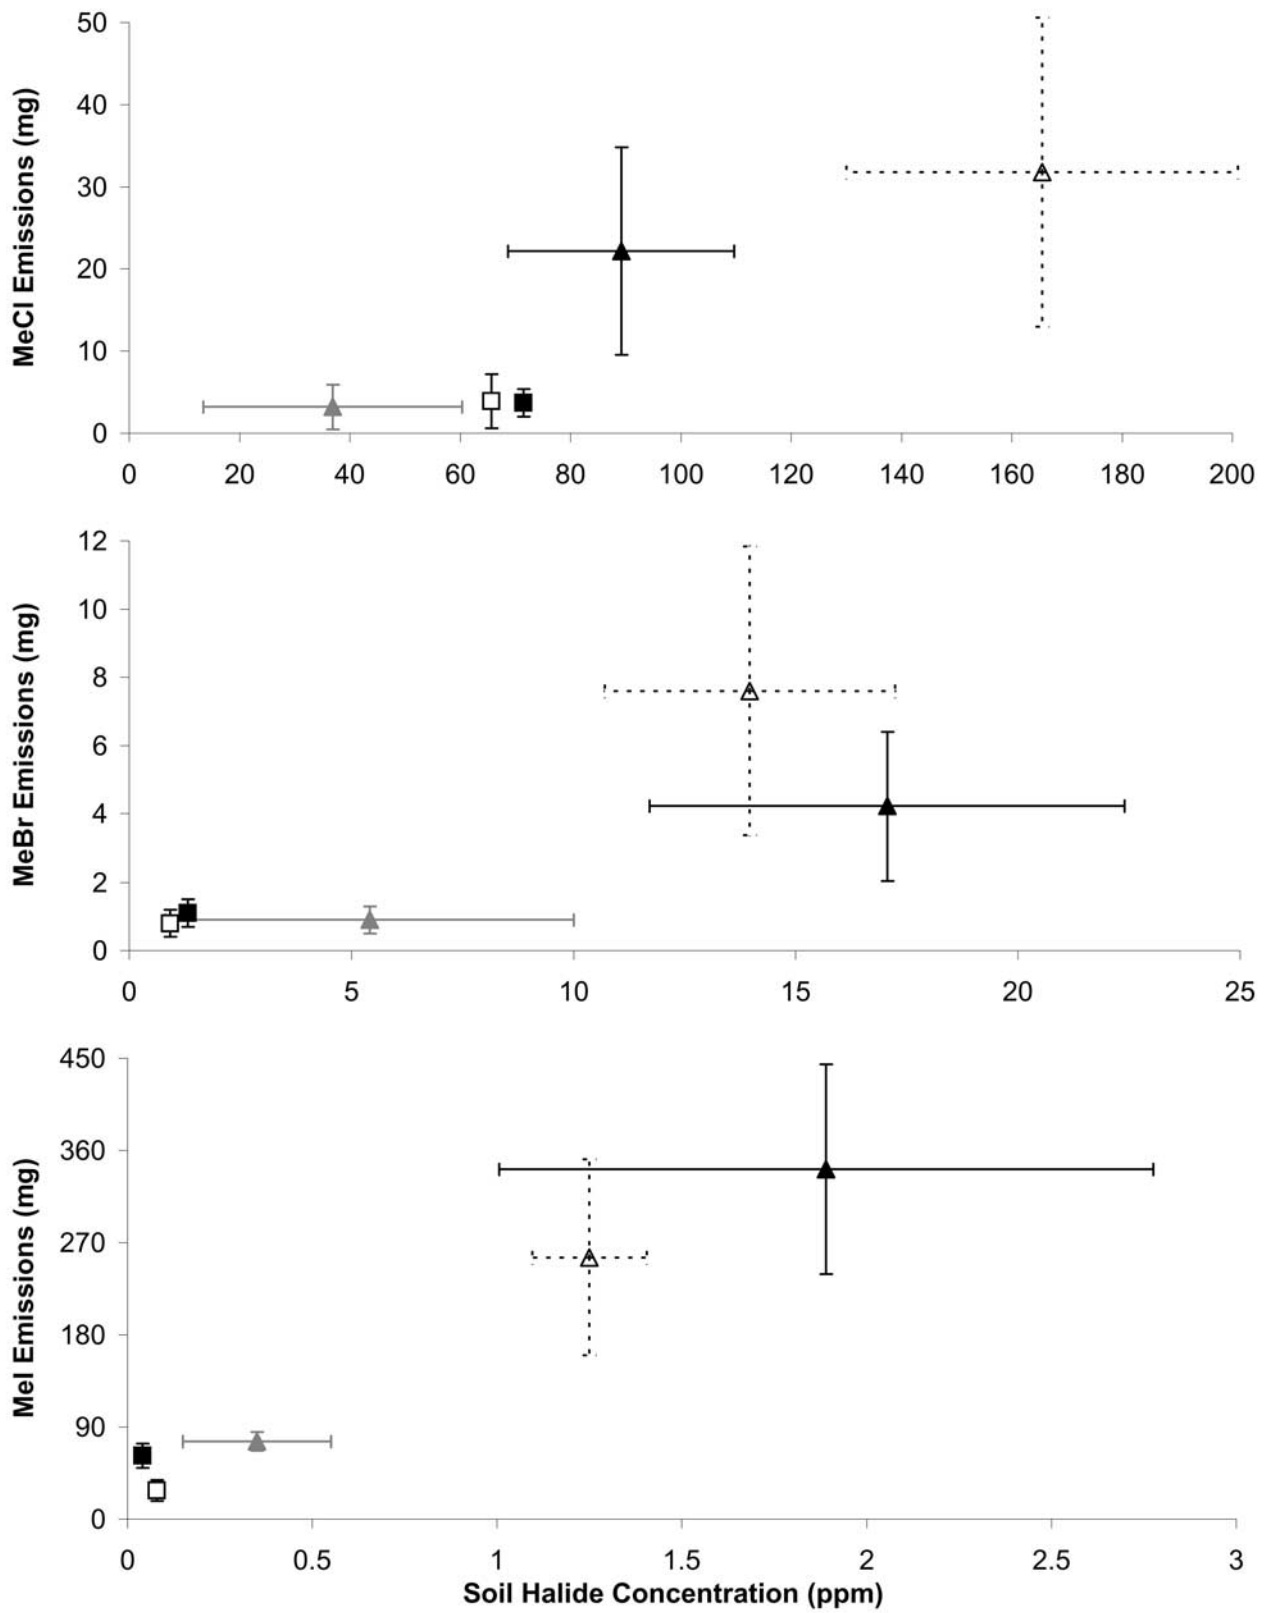 MeCl Emissions (mg)
50
40
30
20
10
0
0 20 40 60 80 100 120 140 160 180 200
MeBr Emissions (mg)
12
10
8
6
4
2
0
0 5 10 15 20 25
MeI Emissions (mg)
450
360
270
180
90
0
0 0.5 1 1.5 2 2.5 3
Soil Halide Concentration (ppm)